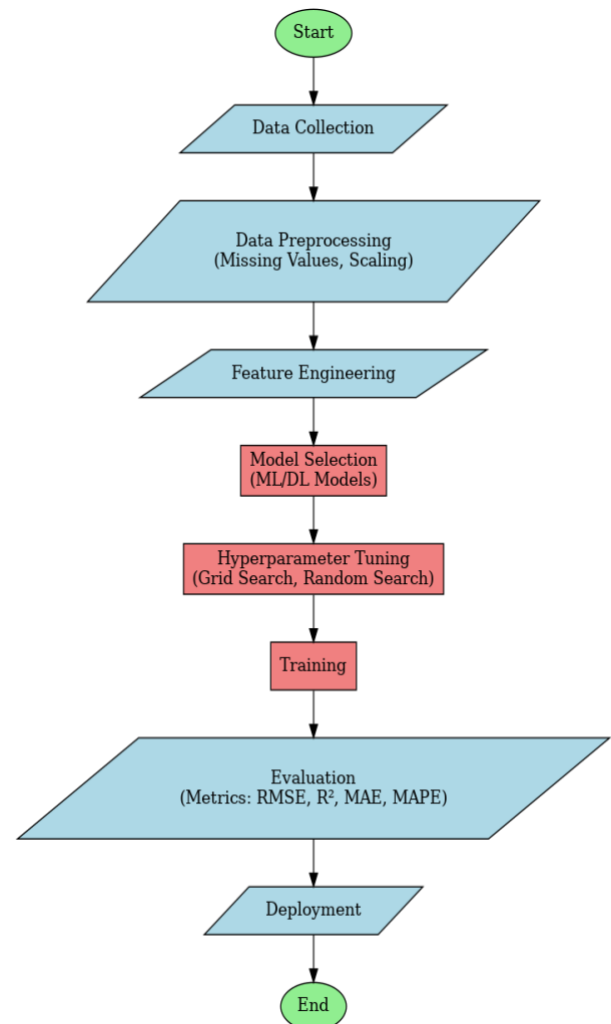 Start
Data Collection
Data Preprocessing
(Missing Values, Scaling)
Feature Engineering
Model Selection
(ML/DL Models)
Hyperparameter Tuning
(Grid Search, Random Search)
Training
Evaluation
(Metrics: RMSE, R², MAE, MAPE)
Deployment
End